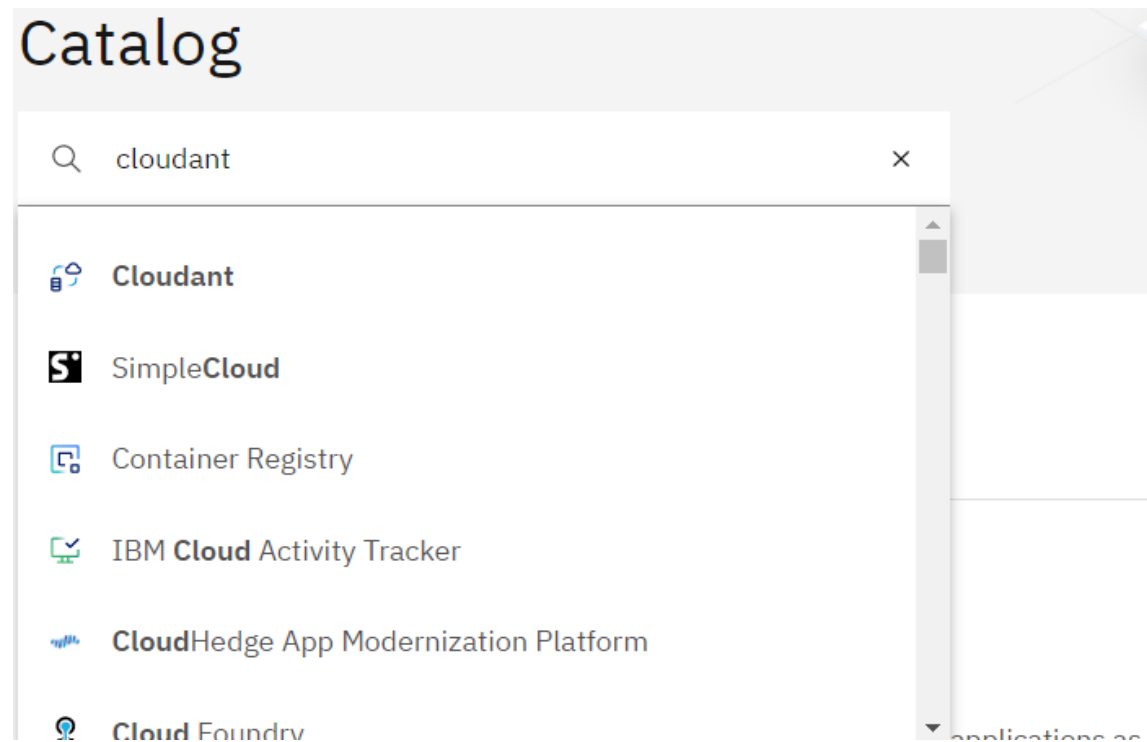 Catalog
cloudant
Cloudant
SimpleCloud
Container Registry
IBM Cloud Activity Tracker
CloudHedge App Modernization Platform
Cloud Foundry
applications as